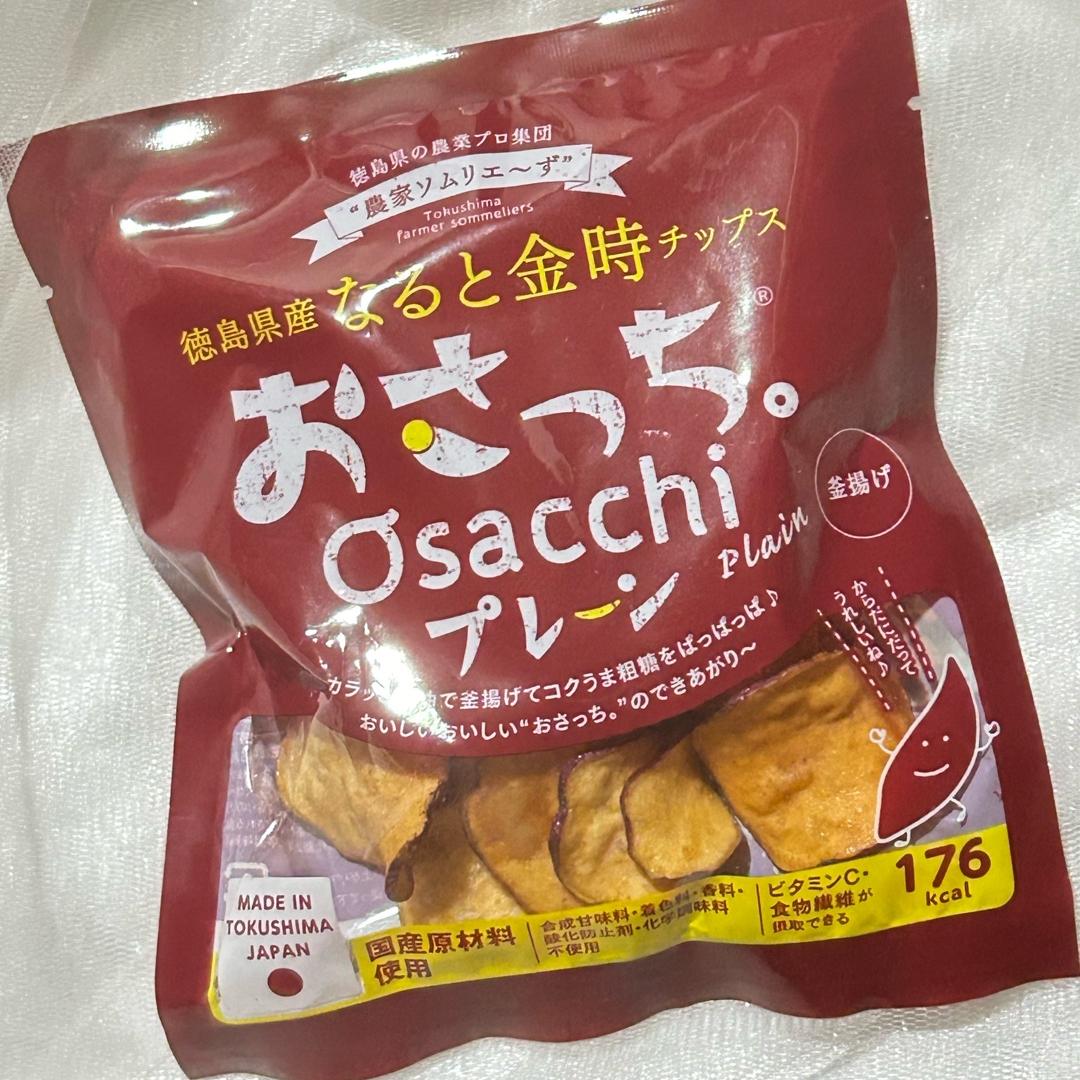 徳島県の農業プロ集団
“農家ソムリエ〜ず”
Tokushima
farmer sommeliers
徳島県産 なると金時チップス
おさっち。®
Osacchi
Plain
プレーン
釜揚げ
からだにだって
うれしいね♪
カラッ で釜揚げてコクうま粗糖をぱっぱっぱ♪
おいしいおいしい“おさっち。”のできあがり〜
MADE IN
TOKUSHIMA
JAPAN
国産原材料
使用
合成甘味料・着色料・香料・
酸化防止剤・化学調味料
不使用
ビタミンC・
食物繊維が
摂取できる
176
kcal